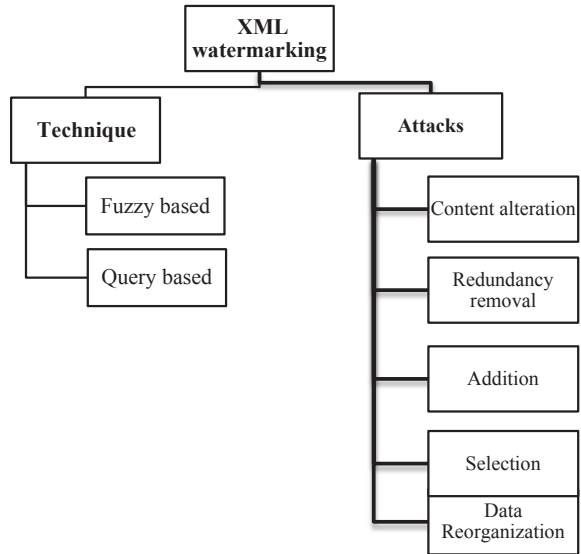 XML
watermarking
Technique
Fuzzy based
Query based
Attacks
Content alteration
Redundancy
removal
Addition
Selection
Data
Reorganization